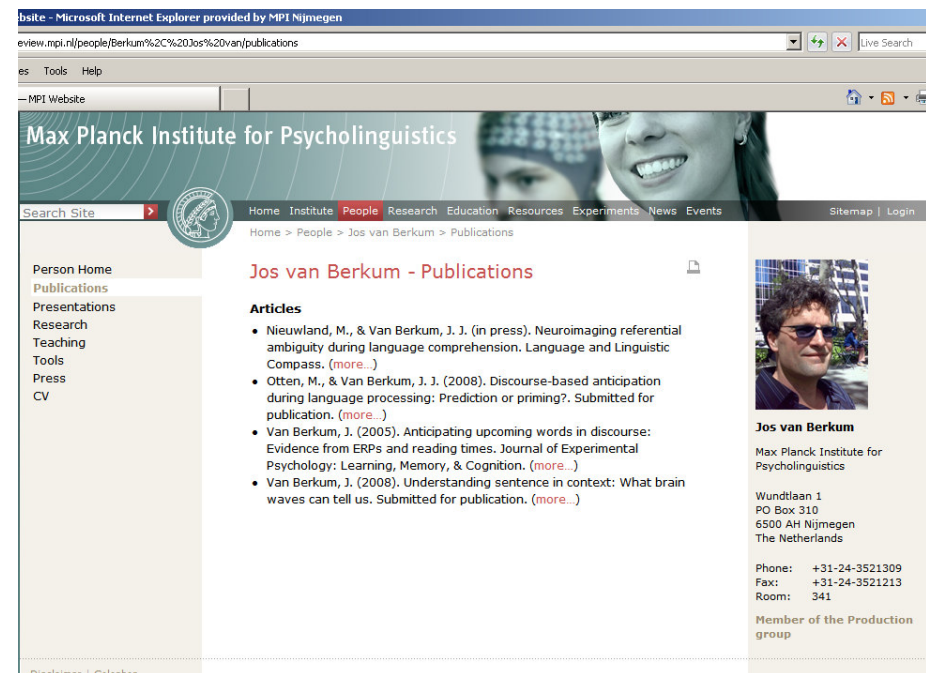 bsite - Microsoft Internet Explorer provided by MPI Nijmegen
eview.mpi.nl/people/Berkum%2C%20Jos%20van/publications
Live Search
es Tools Help
— MPI Website
Max Planck Institute for Psycholinguistics
Search Site
Home Institute People Research Education Resources Experiments News Events
Sitemap | Login
Home > People > Jos van Berkum > Publications
Person Home
Publications
Presentations
Research
Teaching
Tools
Press
CV
Jos van Berkum - Publications
Articles
• Nieuwland, M., & Van Berkum, J. J. (in press). Neuroimaging referential
ambiguity during language comprehension. Language and Linguistic
Compass. (more...)
• Otten, M., & Van Berkum, J. J. (2008). Discourse-based anticipation
during language processing: Prediction or priming?. Submitted for
publication. (more...)
• Van Berkum, J. (2005). Anticipating upcoming words in discourse:
Evidence from ERPs and reading times. Journal of Experimental
Psychology: Learning, Memory, & Cognition. (more...)
• Van Berkum, J. (2008). Understanding sentence in context: What brain
waves can tell us. Submitted for publication. (more...)
Jos van Berkum
Max Planck Institute for
Psycholinguistics
Wundtlaan 1
PO Box 310
6500 AH Nijmegen
The Netherlands
Phone: +31-24-3521309
Fax: +31-24-3521213
Room: 341
Member of the Production
group